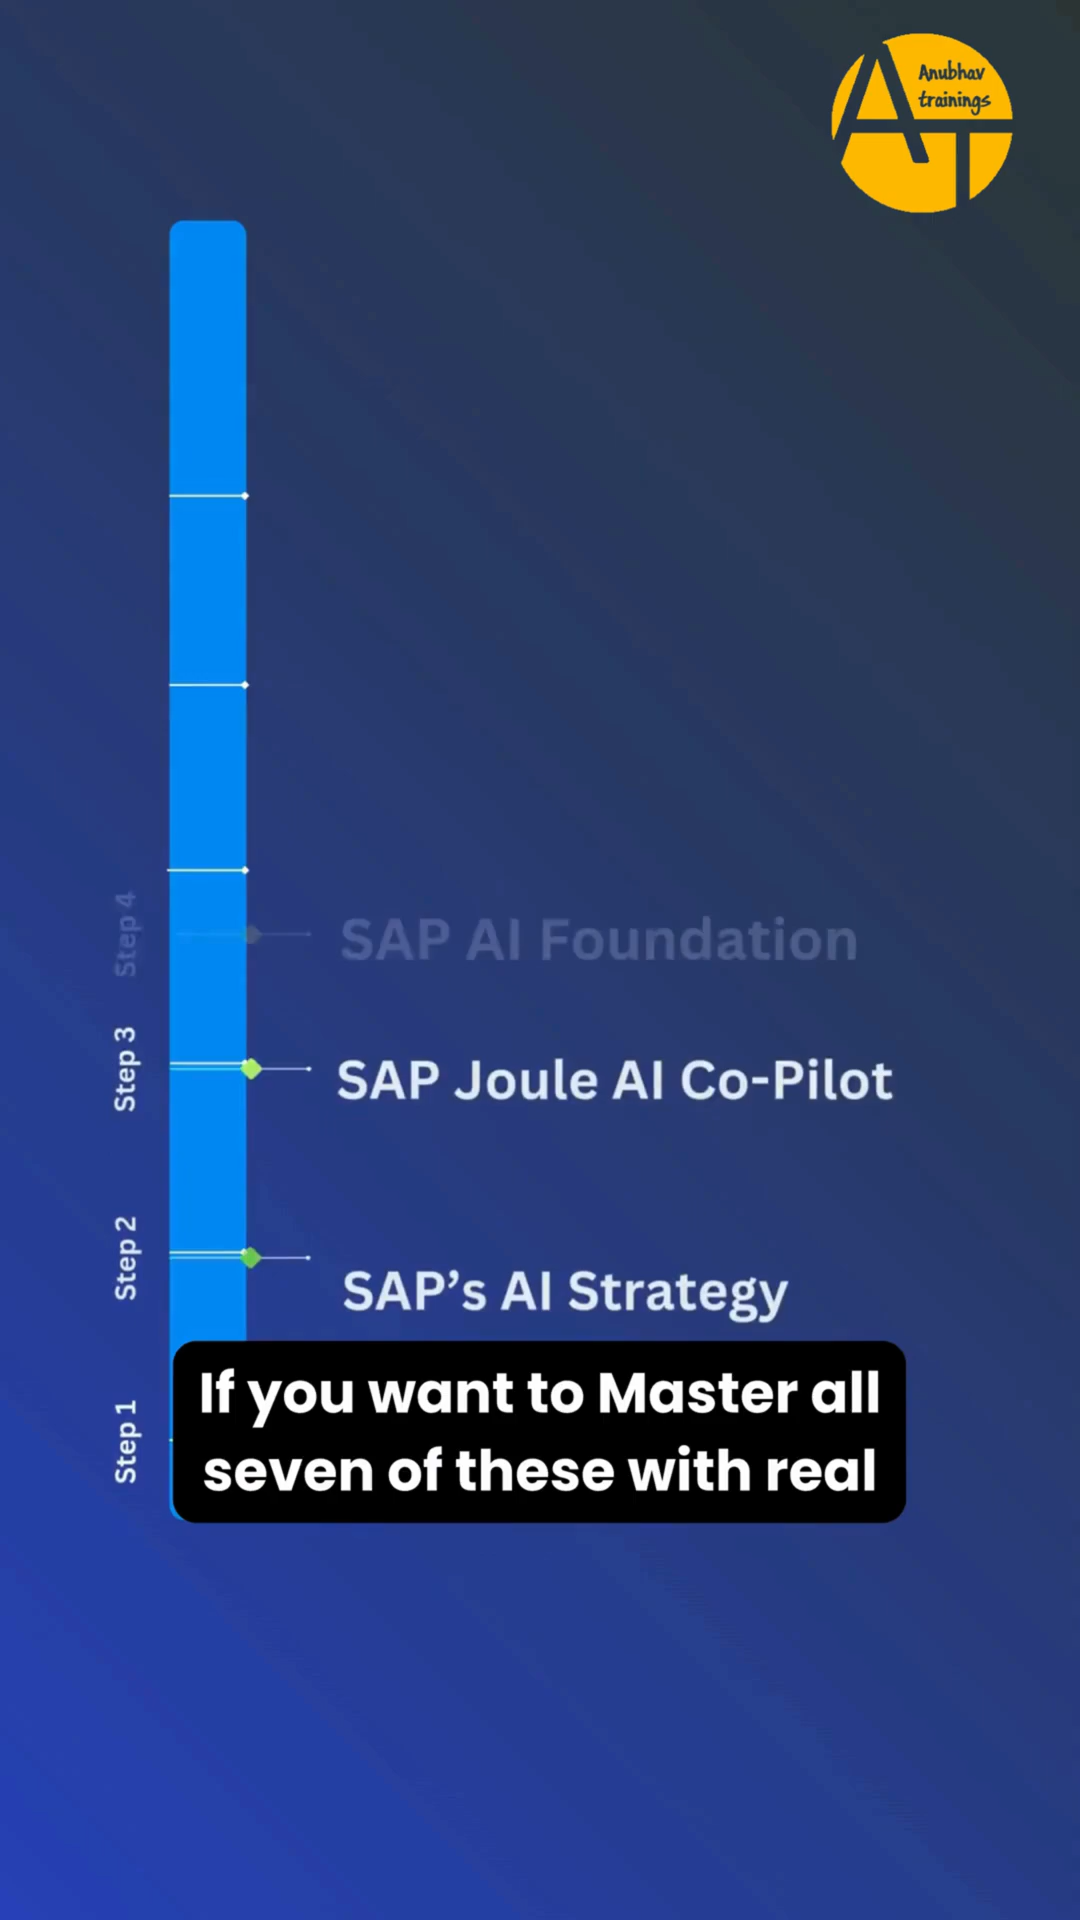 Anubhav
trainings
Step 4
SAP AI Foundation
Step 3
SAP Joule AI Co-Pilot
Step 2
SAP’s AI Strategy
Step 1
If you want to Master all
seven of these with real